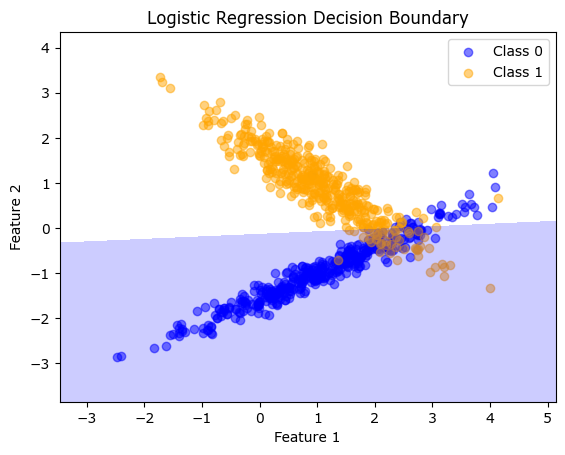 Logistic Regression Decision Boundary
Class 0
Class 1
Feature 2
4
3
2
1
0
−1
−2
−3
−3 −2 −1 0 1 2 3 4 5
Feature 1